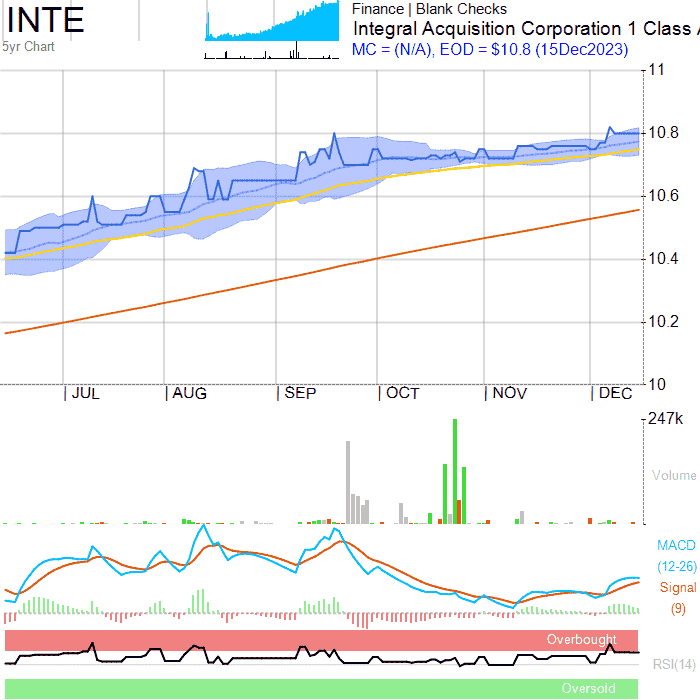 INTE
5yr Chart
Finance | Blank Checks
Integral Acquisition Corporation 1 Class
MC = (N/A), EOD = $10.8 (15Dec2023)
11
10.8
10.6
10.4
10.2
10
JUL AUG SEP OCT NOV DEC
247k
Volume
MACD
(12-26)
Signal
(9)
Overbought
RSI(14)
Oversold